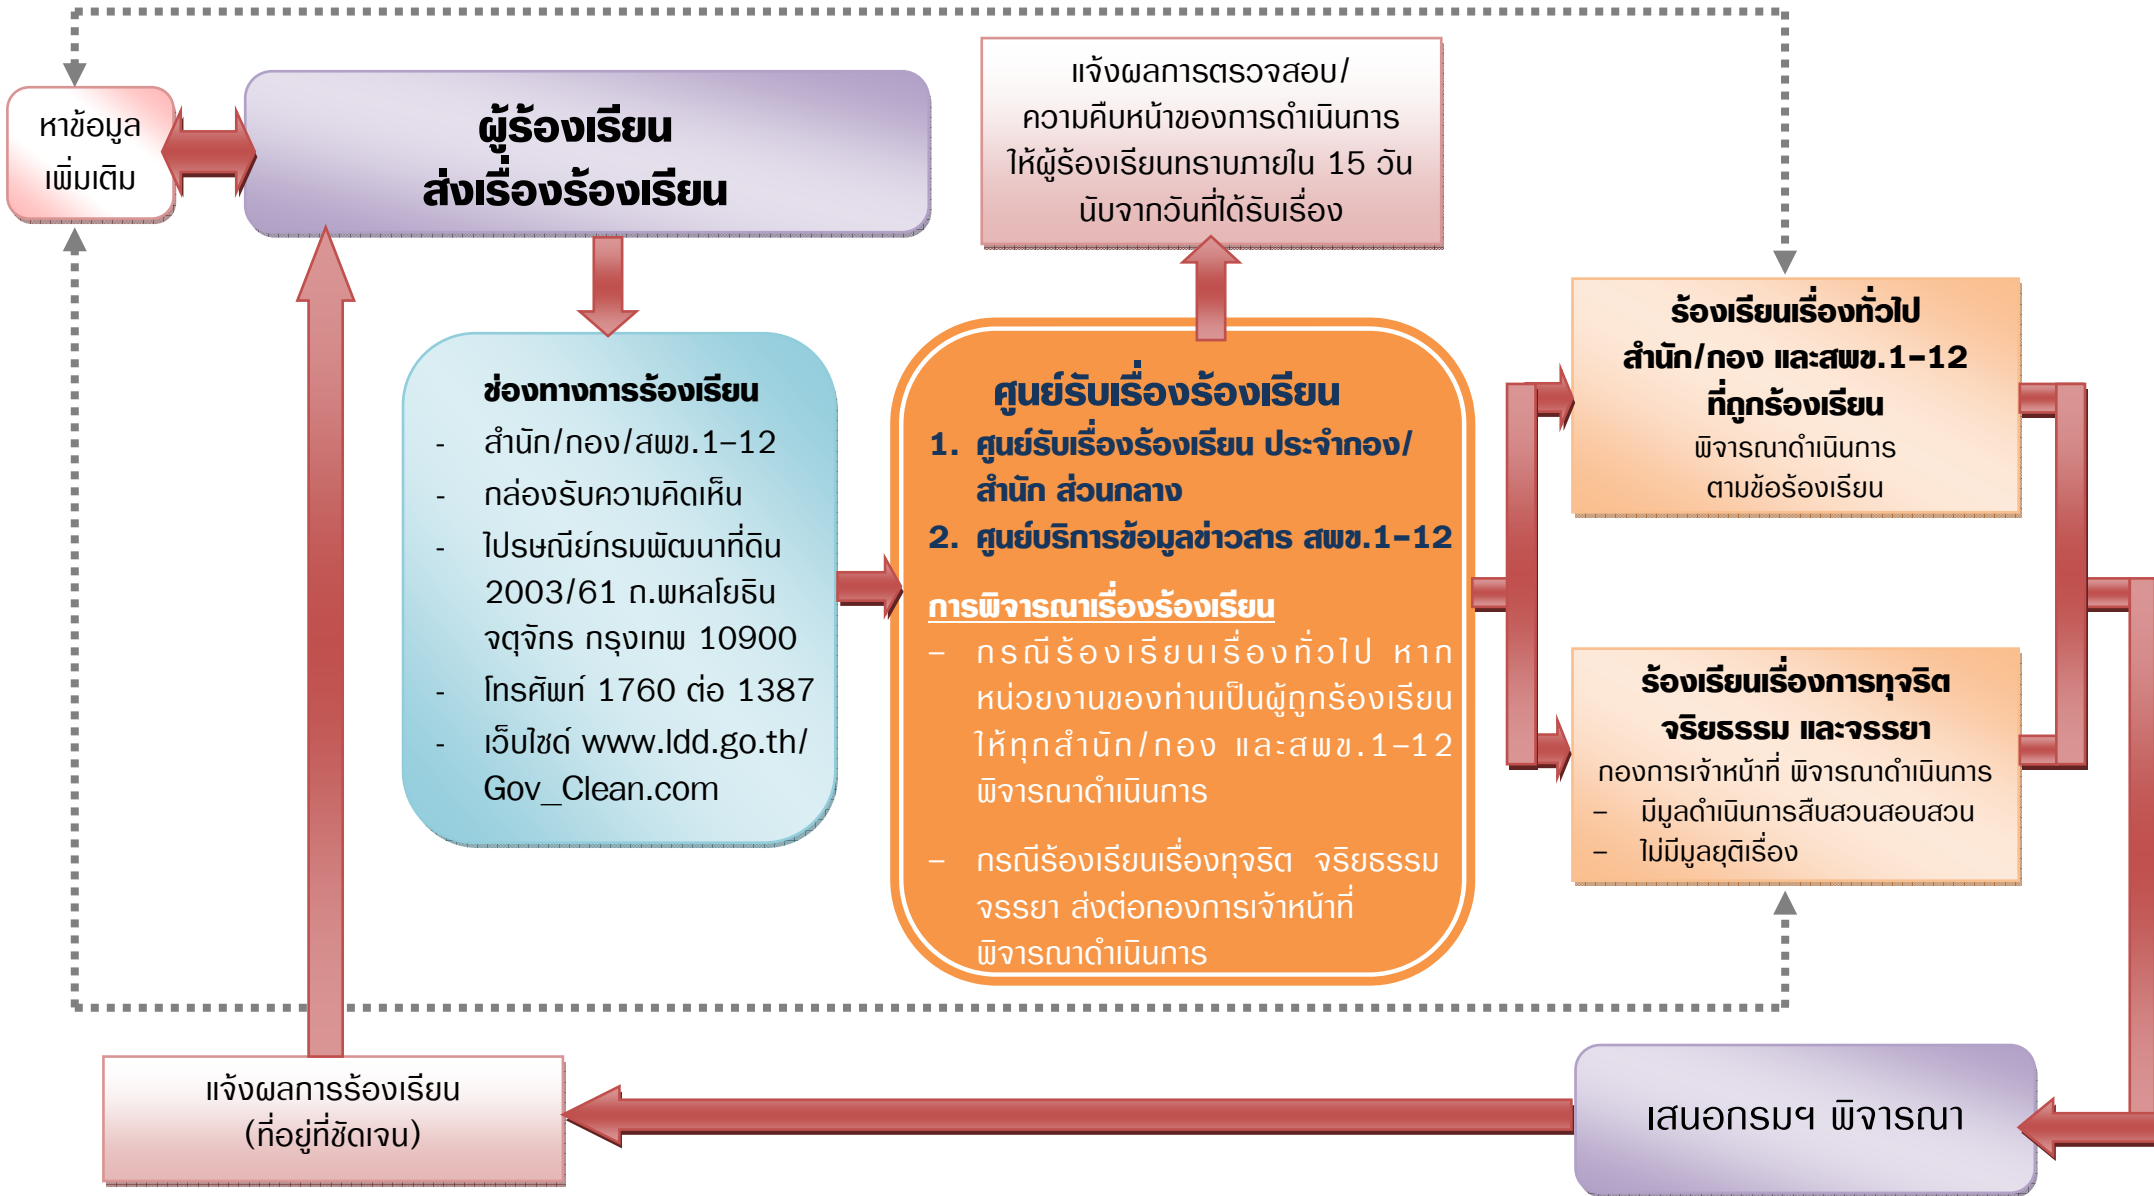 หาข้อมูล
เพิ่มเติม
ผู้ร้องเรียน
ส่งเรื่องร้องเรียน
แจ้งผลการตรวจสอบ/
ความคืบหน้าของการดำเนินการ
ให้ผู้ร้องเรียนทราบภายใน 15 วัน
นับจากวันที่ได้รับเรื่อง
ช่องทางการร้องเรียน
- สำนัก/กอง/สพข.1-12
- กล่องรับความคิดเห็น
- ไปรษณีย์กรมพัฒนาที่ดิน
2003/61 ถ.พหลโยธิน
จตุจักร กรุงเทพ 10900
- โทรศัพท์ 1760 ต่อ 1387
- เว็บไซด์ www.ldd.go.th/
Gov_Clean.com
ศูนย์รับเรื่องร้องเรียน
1. ศูนย์รับเรื่องร้องเรียน ประจำกอง/
สำนัก ส่วนกลาง
2. ศูนย์บริการข้อมูลข่าวสาร สพข.1-12
การพิจารณาเรื่องร้องเรียน
- กรณีร้องเรียนเรื่องทั่วไป หาก
หน่วยงานของท่านเป็นผู้ถูกร้องเรียน
ให้ทุกสำนัก/กอง และสพข.1-12
พิจารณาดำเนินการ
- กรณีร้องเรียนเรื่องทุจริต จริยธรรม
จรรยา ส่งต่อกองการเจ้าหน้าที่
พิจารณาดำเนินการ
ร้องเรียนเรื่องทั่วไป
สำนัก/กอง และสพข.1-12
ที่ถูกร้องเรียน
พิจารณาดำเนินการ
ตามข้อร้องเรียน
ร้องเรียนเรื่องการทุจริต
จริยธรรม และจรรยา
กองการเจ้าหน้าที่ พิจารณาดำเนินการ
- มีมูลดำเนินการสืบสวนสอบสวน
- ไม่มีมูลยุติเรื่อง
เสนอกรมฯ พิจารณา
แจ้งผลการร้องเรียน
(ที่อยู่ที่ชัดเจน)